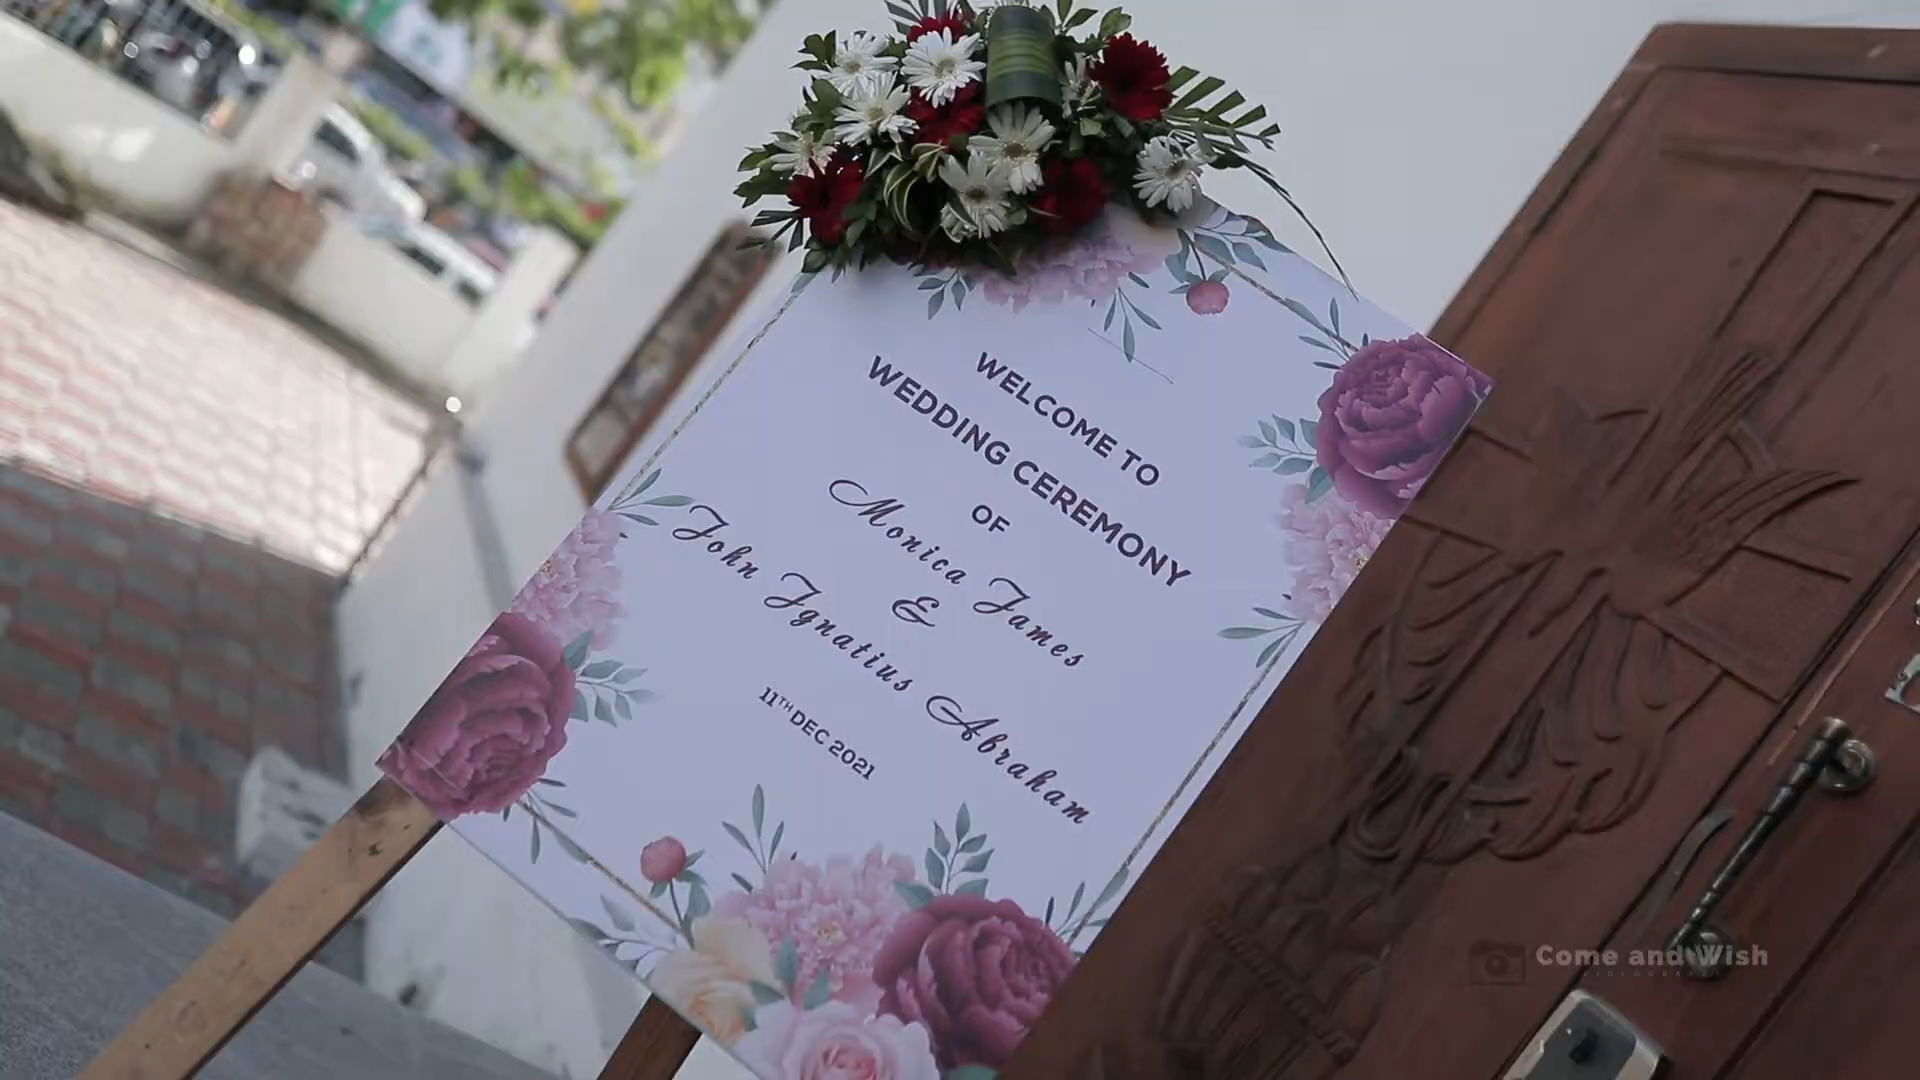 WELCOME TO
WEDDING CEREMONY
OF
Monica James
&
John Ignatius Abraham
11TH DEC 2021
Come and Wish